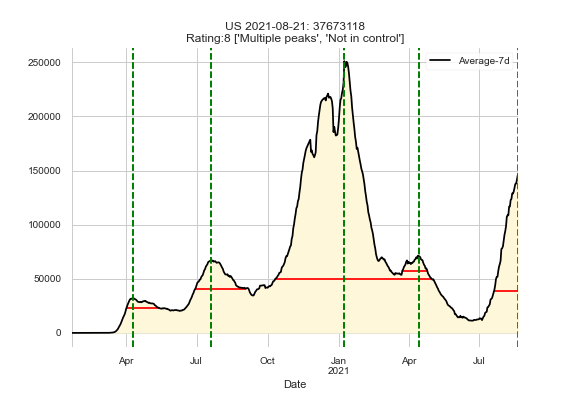 US 2021-08-21: 37673118
Rating:8 ['Multiple peaks', 'Not in control']
Average-7d
250000
200000
150000
100000
50000
0
Apr
Jul
Oct
Jan
2021
Apr
Jul
Date